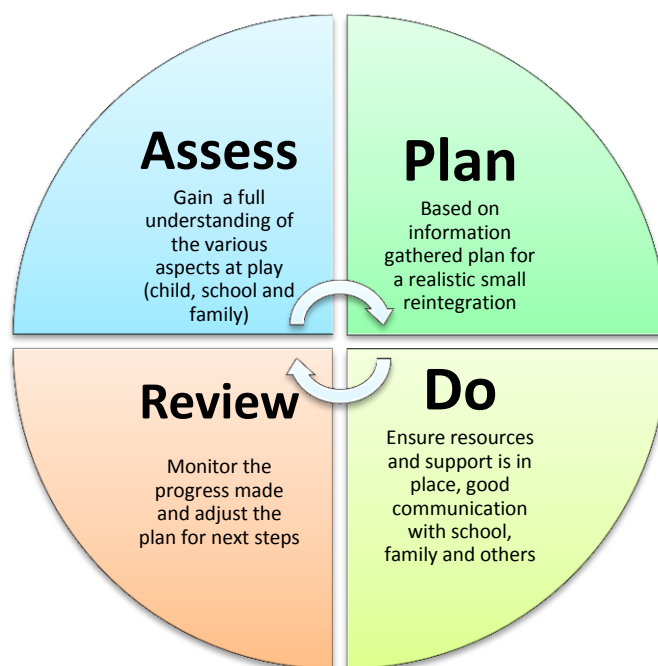 Assess
Gain a full
understanding of
the various
aspects at play
(child, school and
family)
Plan
Based on
information
gathered plan for
a realistic small
reintegration
Review
Monitor the
progress made
and adjust the
plan for next steps
Do
Ensure resources
and support is in
place, good
communication
with school,
family and others